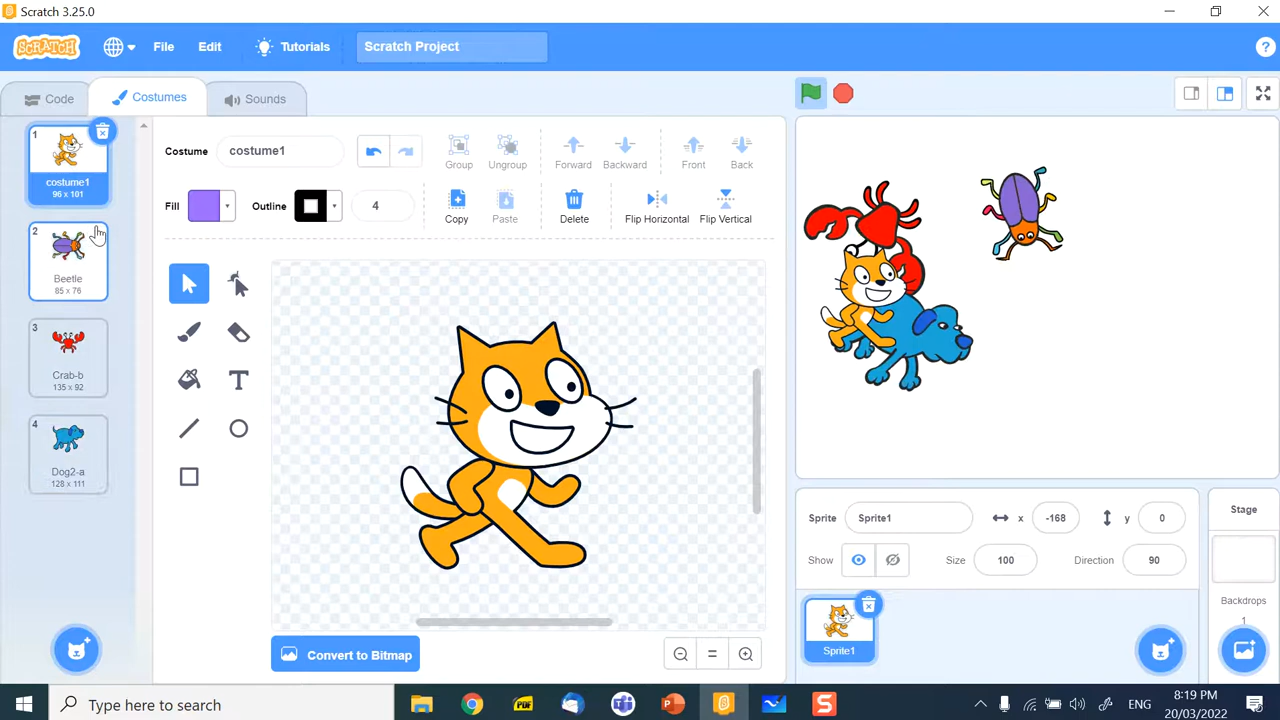 Scratch 3.25.0
SCRATCH File Edit Tutorials Scratch Project ?
Code Costumes Sounds
1
costume1
96 x 101
2
Beetle
85 x 76
3
Crab-b
135 x 92
4
Dog2-a
128 x 111
Costume costume1
Group Ungroup Forward Backward Front Back
Fill Outline 4
Copy Paste Delete Flip Horizontal Flip Vertical
T
Convert to Bitmap
Sprite Sprite1 x -168 y 0
Show Size 100 Direction 90
Sprite1
Stage
Backdrops
1
Type here to search
PDF
ENG
8:19 PM
20/03/2022